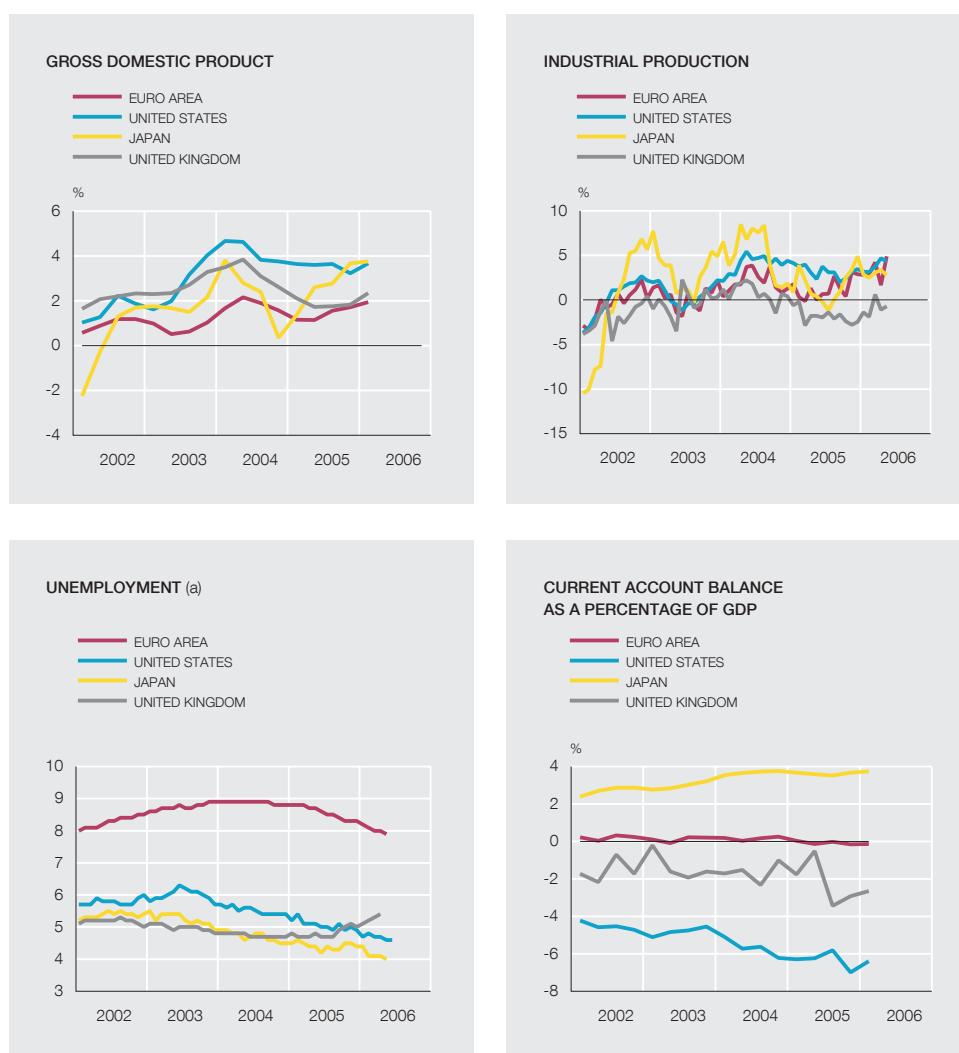 GROSS DOMESTIC PRODUCT
EURO AREA
UNITED STATES
JAPAN
UNITED KINGDOM
%
6
4
2
0
-2
-4
2002 2003 2004 2005 2006
INDUSTRIAL PRODUCTION
EURO AREA
UNITED STATES
JAPAN
UNITED KINGDOM
%
10
5
0
-5
-10
-15
2002 2003 2004 2005 2006
UNEMPLOYMENT (a)
EURO AREA
UNITED STATES
JAPAN
UNITED KINGDOM
10
9
8
7
6
5
4
3
2002 2003 2004 2005 2006
CURRENT ACCOUNT BALANCE
AS A PERCENTAGE OF GDP
EURO AREA
UNITED STATES
JAPAN
UNITED KINGDOM
%
4
2
0
-2
-4
-6
-8
2002 2003 2004 2005 2006